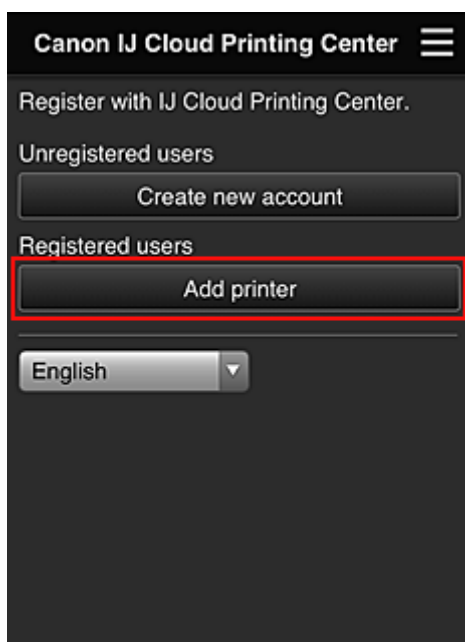 Canon IJ Cloud Printing Center
Register with IJ Cloud Printing Center.
Unregistered users
Create new account
Registered users
Add printer
English